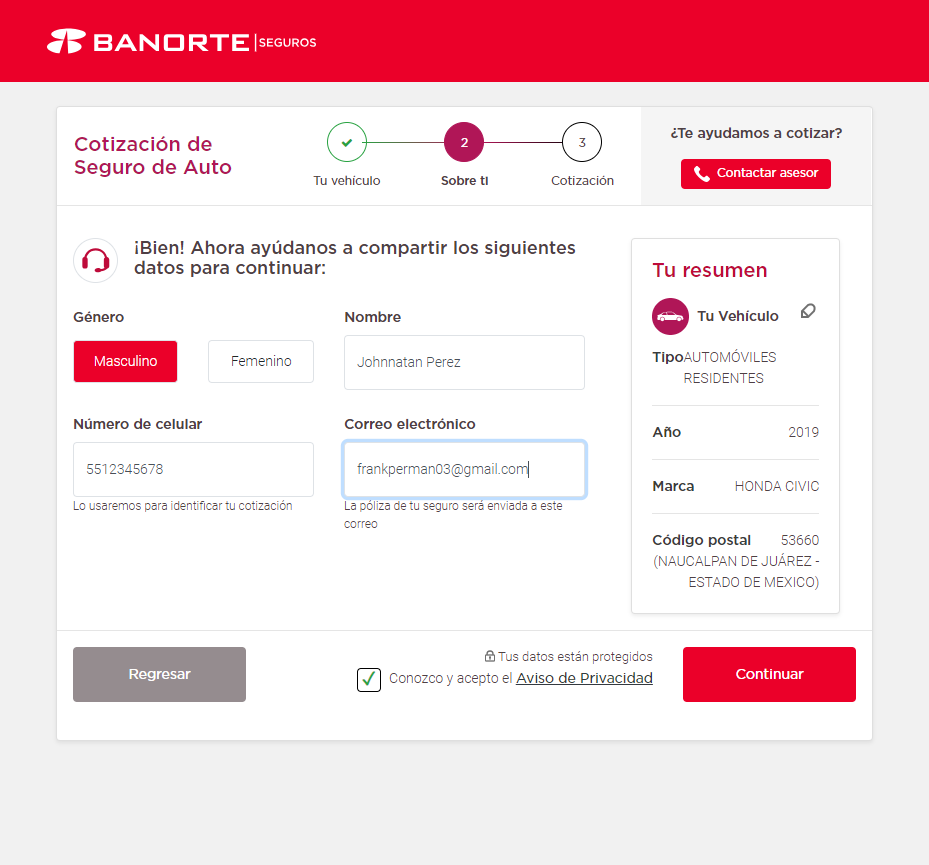 BANORTE | SEGUROS
Cotización de
Seguro de Auto
2
3
Tu vehículo
Sobre ti
Cotización
¿Te ayudamos a cotizar?
Contactar asesor
¡Bien! Ahora ayúdanos a compartir los siguientes
datos para continuar:
Género
Masculino
Femenino
Nombre
Johnnatan Perez
Número de celular
5512345678
Lo usaremos para identificar tu cotización
Correo electrónico
frankperman03@gmail.com
La póliza de tu seguro será enviada a este
correo
Tu resumen
Tu Vehículo
Tipo AUTOMÓVILES
RESIDENTES
Año 2019
Marca HONDA CIVIC
Código postal 53660
(NAUCALPAN DE JUÁREZ -
ESTADO DE MEXICO)
Regresar
Tus datos están protegidos
Conozco y acepto el Aviso de Privacidad
Continuar